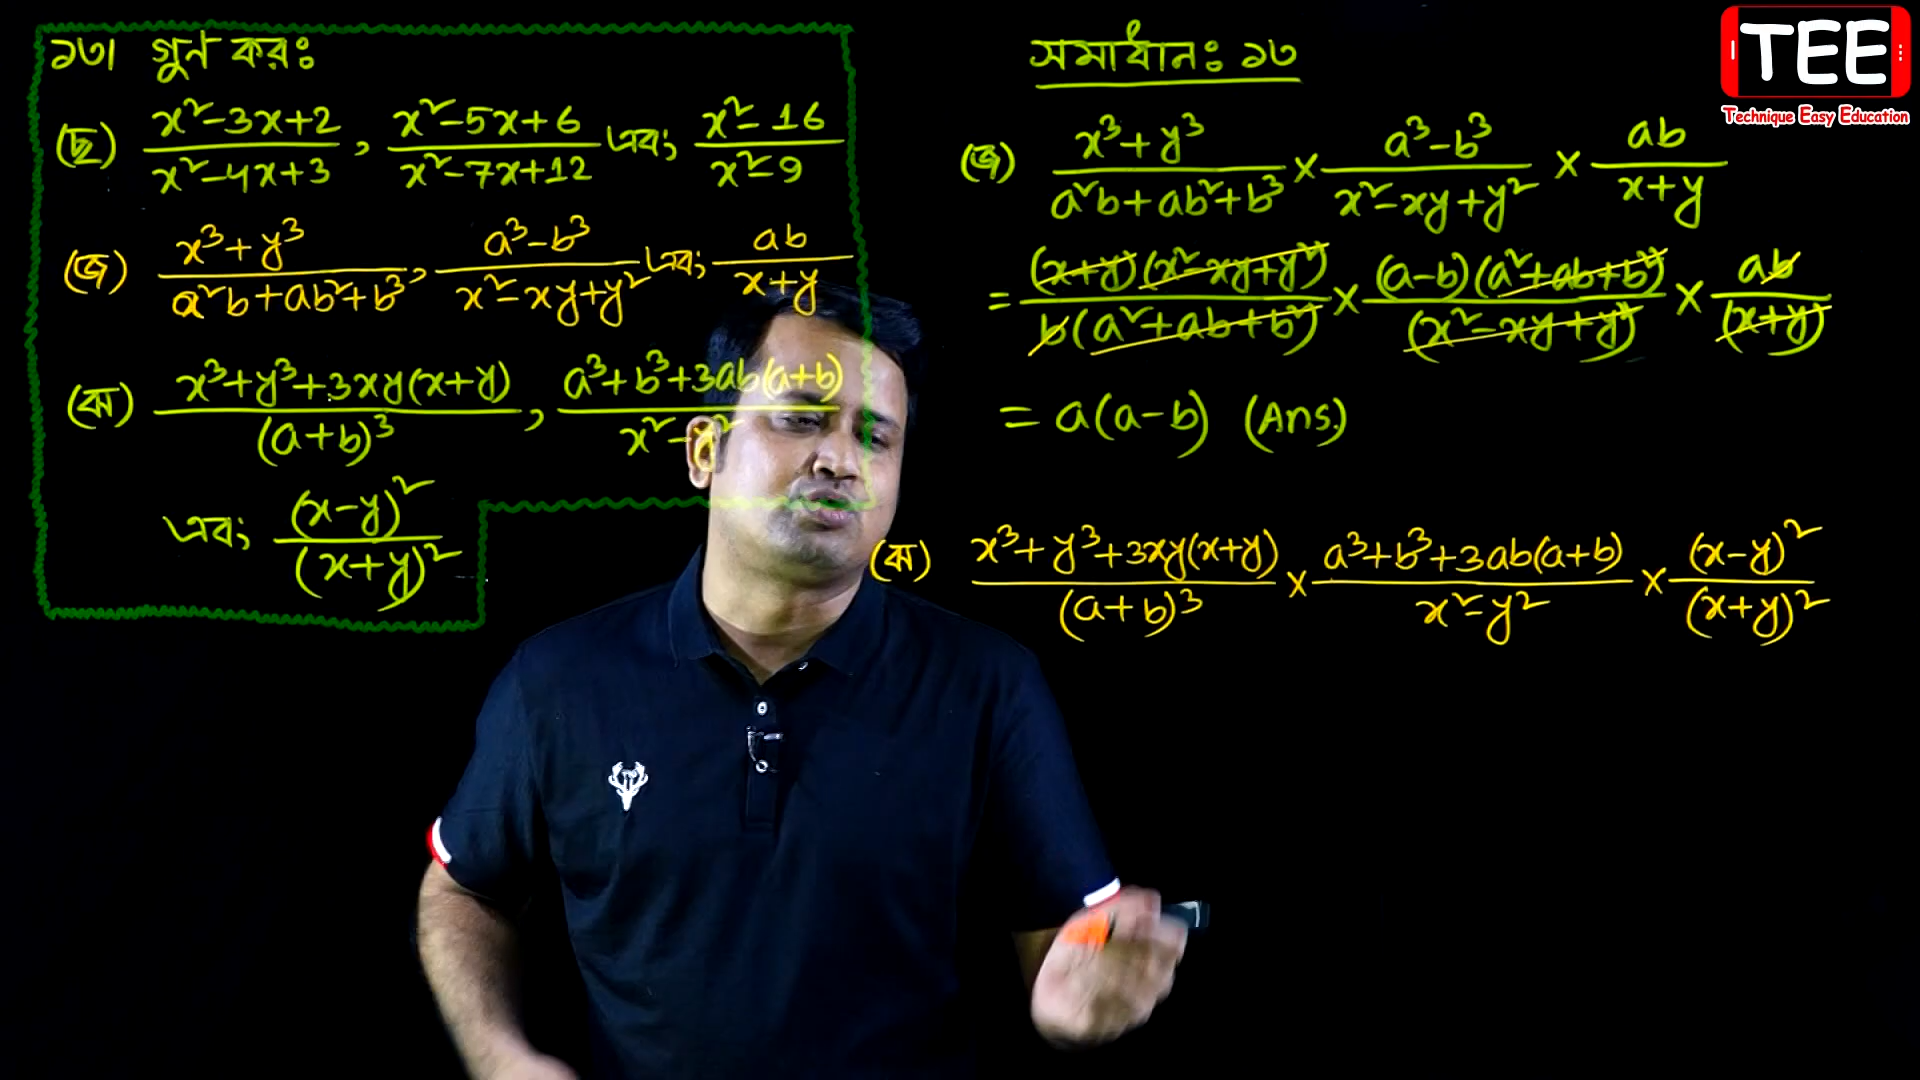 ১৩। গুন করঃ
(ছ) x²-3x+2/x²-4x+3 , x²-5x+6/x²-7x+12 এবং x²-16/x²-9
(জ) x³+y³/a²b+ab²+b³ , a³-b³/x²-xy+y² এবং ab/x+y
(ঝ) x³+y³+3xy(x+y)/(a+b)³ , a³+b³+3ab(a+b)/x²-y²
এবং (x-y)²/(x+y)²
সমাধানঃ ১৩
(জ) x³+y³/a²b+ab²+b³ × a³-b³/x²-xy+y² × ab/x+y
= (x+y)(x²-xy+y²)/b(a²+ab+b²) × (a-b)(a²+ab+b²)/(x²-xy+y²) × ab/(x+y)
= a(a-b) (Ans.)
(ঝ) x³+y³+3xy(x+y)/(a+b)³ × a³+b³+3ab(a+b)/x²-y² × (x-y)²/(x+y)²
TEE
Technique Easy Education